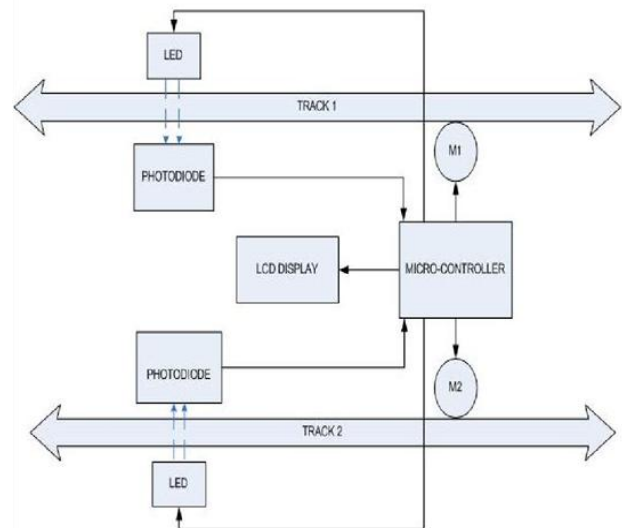 LED
TRACK 1
M1
PHOTODIODE
LCD DISPLAY
MICRO-CONTROLLER
PHOTODIODE
M2
TRACK 2
LED